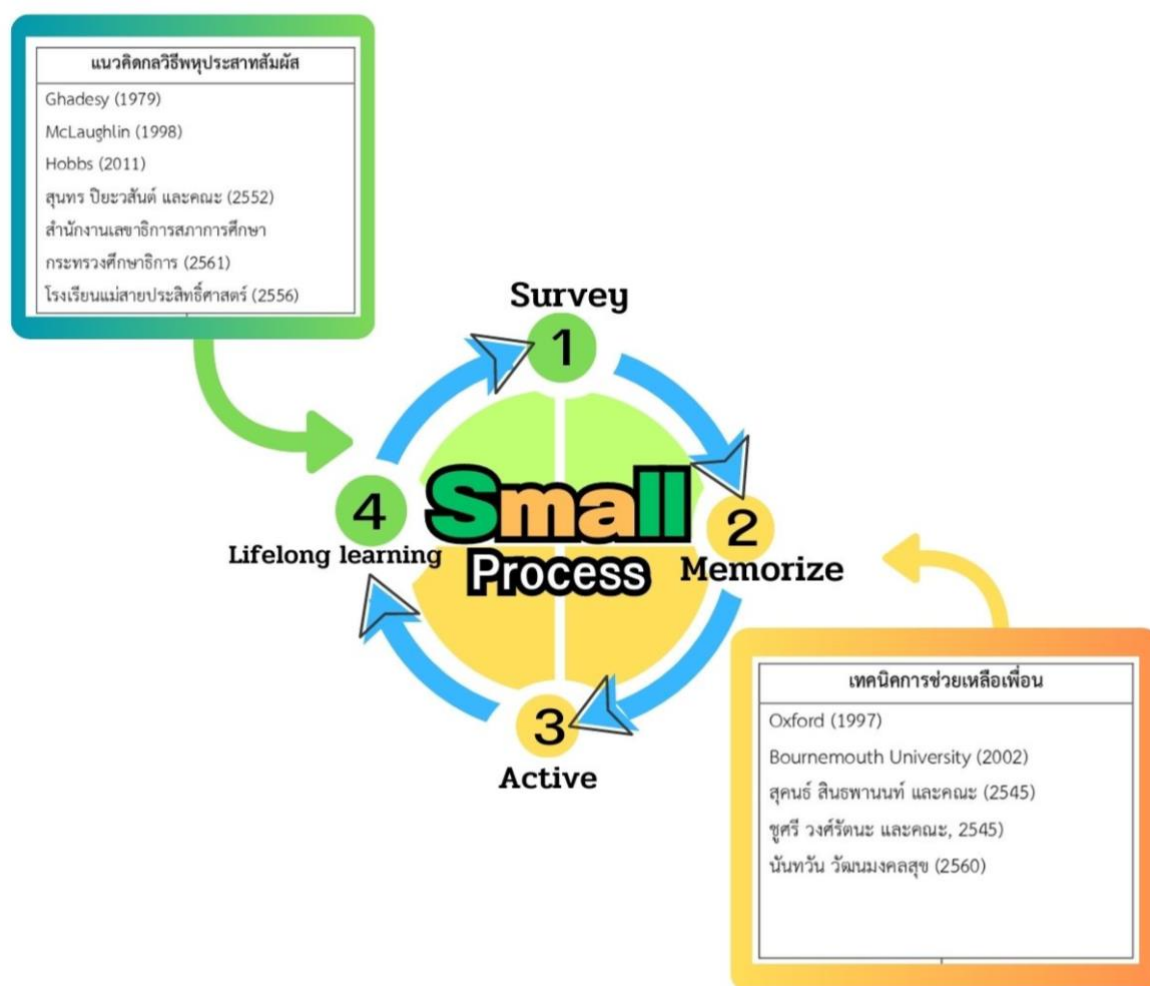 แนวคิดกลวิธีพหุประสาทสัมผัส
Ghadesy (1979)
McLaughlin (1998)
Hobbs (2011)
สุนทร ปิยะวสันต์ และคณะ (2552)
สำนักงานเลขาธิการสภาการศึกษา
กระทรวงศึกษาธิการ (2561)
โรงเรียนแม่สายประสิทธิ์ศาสตร์ (2556)
Survey
1
2
Memorize
3
Active
4
Lifelong learning
Small
Process
เทคนิคการช่วยเหลือเพื่อน
Oxford (1997)
Bournemouth University (2002)
สุคนธ์ สินธพานนท์ และคณะ (2545)
ชูศรี วงศ์รัตนะ และคณะ, 2545)
นันทวัน วัฒนมงคลสุข (2560)